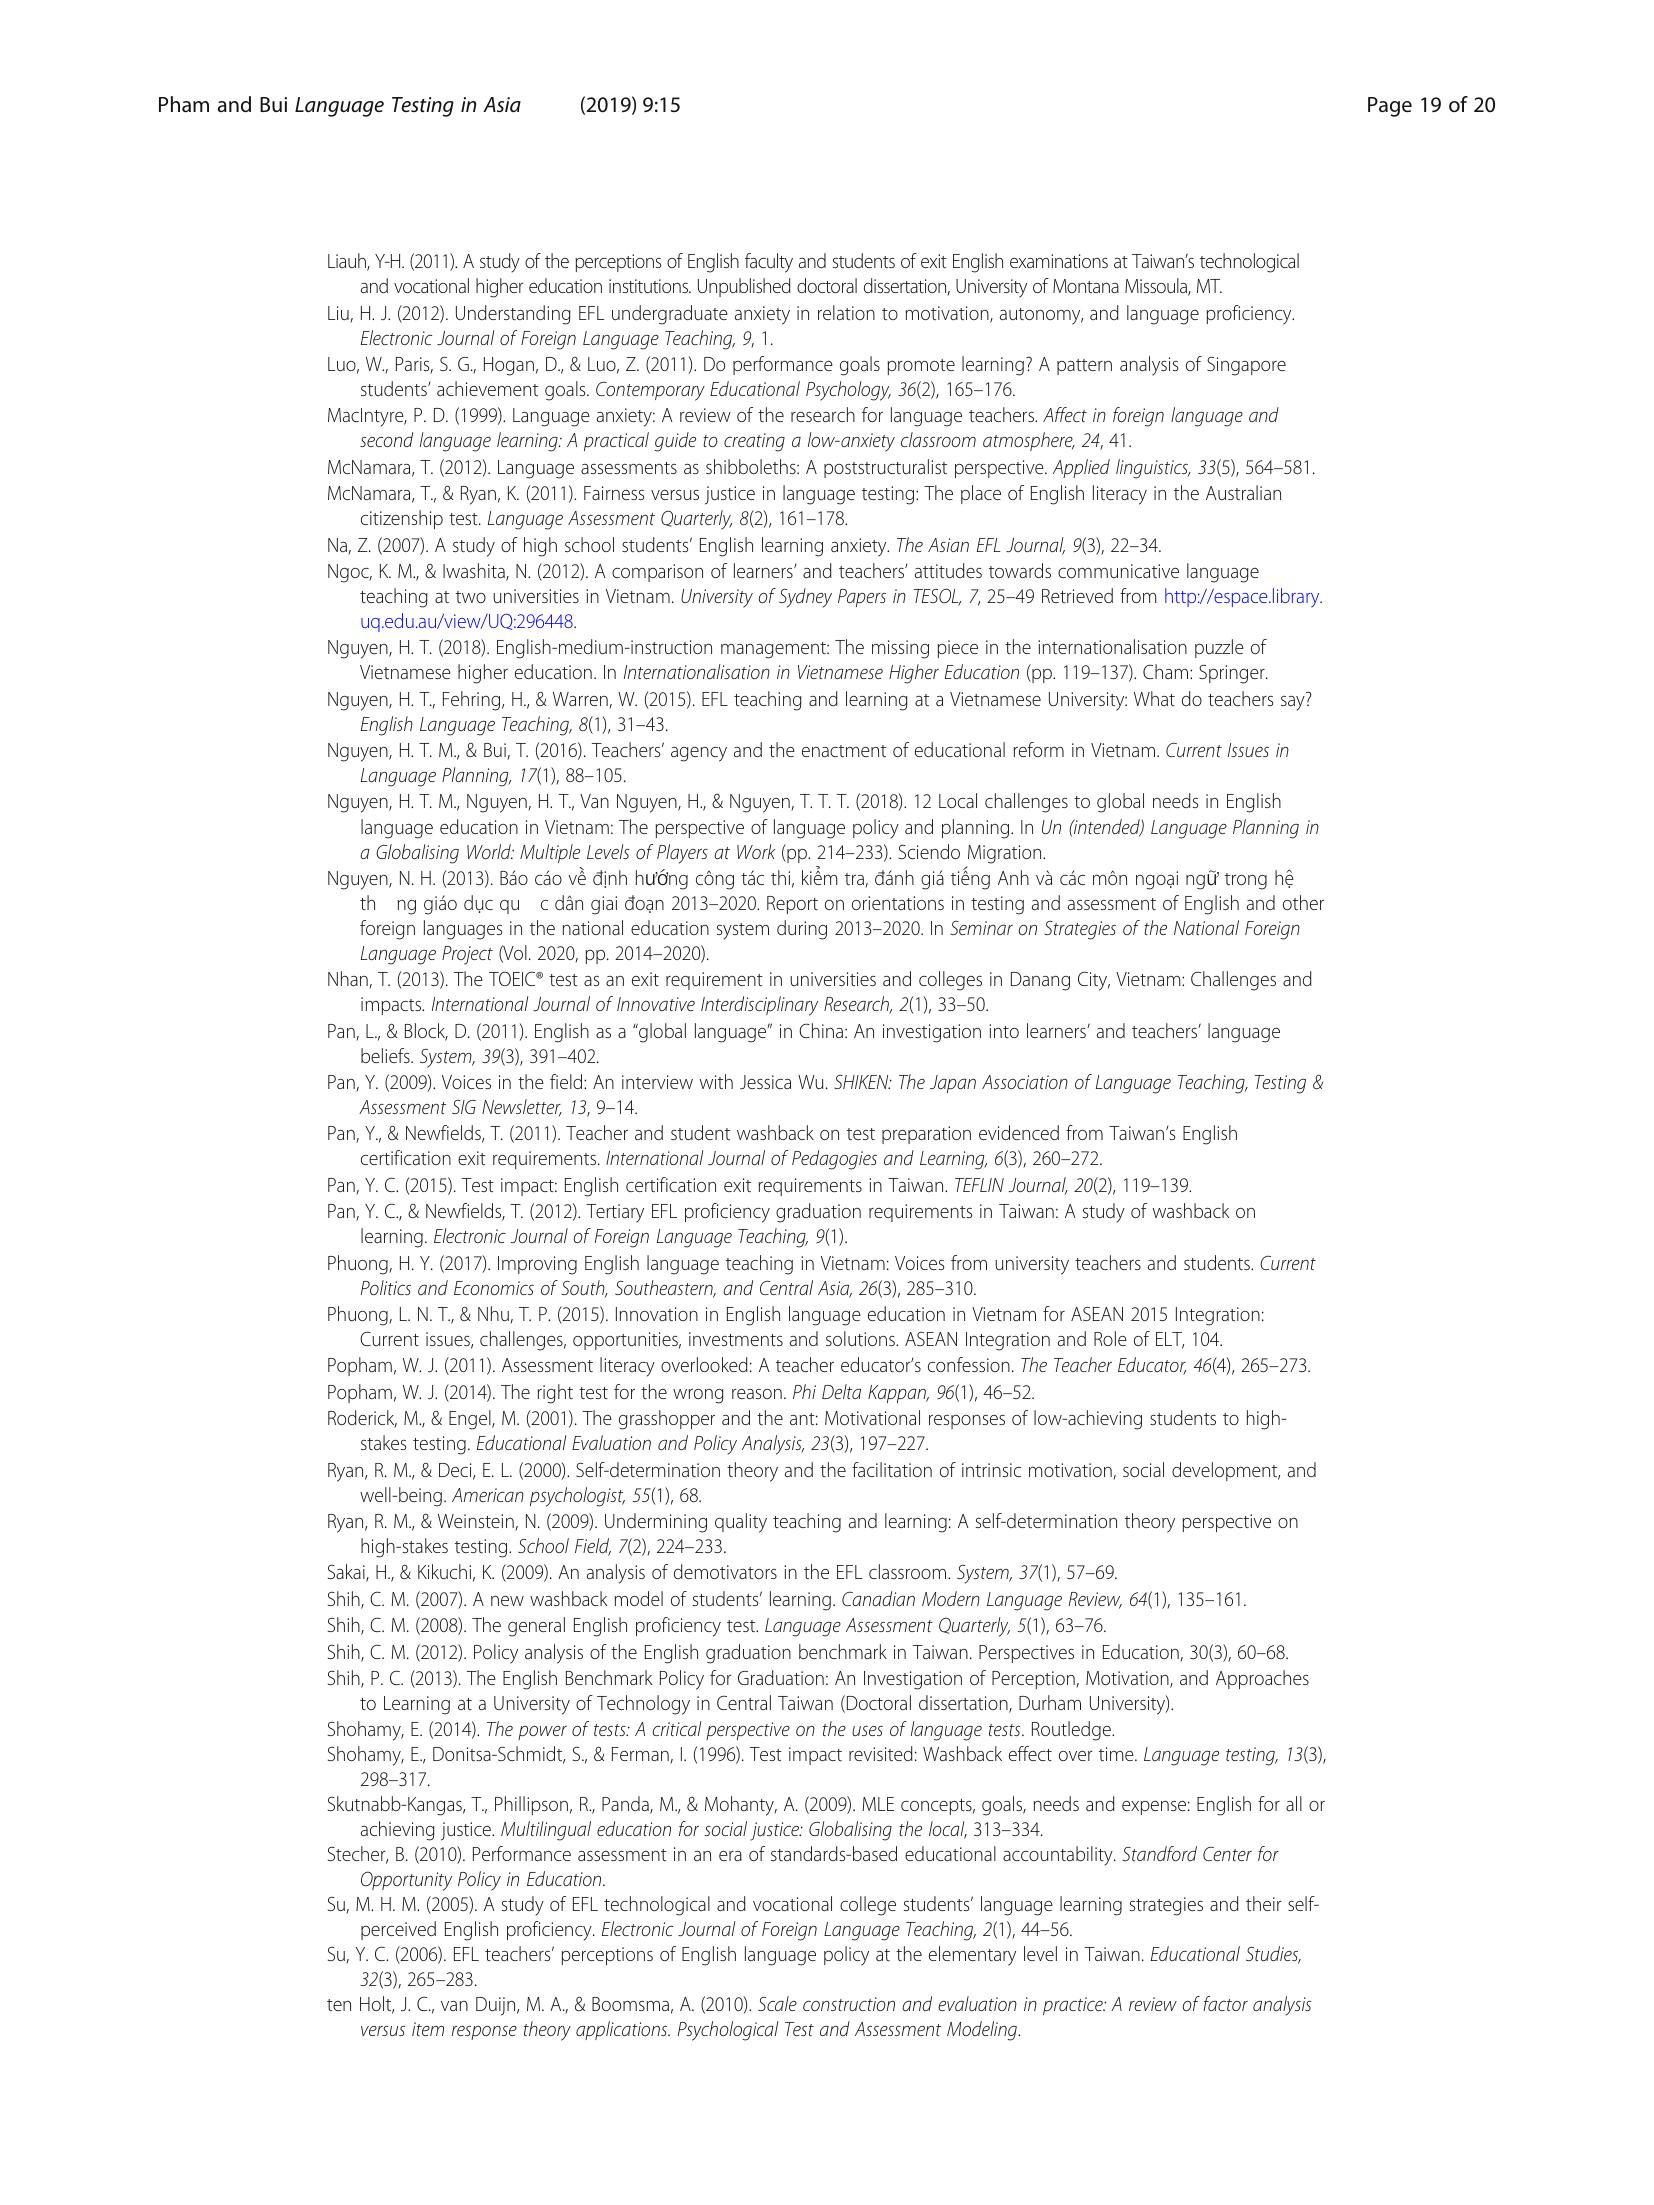 Pham and Bui Language Testing in Asia (2019) 9:15 Page 19 of 20
Liauh, Y-H. (2011). A study of the perceptions of English faculty and students of exit English examinations at Taiwan’s technological
and vocational higher education institutions. Unpublished doctoral dissertation, University of Montana Missoula, MT.
Liu, H. J. (2012). Understanding EFL undergraduate anxiety in relation to motivation, autonomy, and language proficiency.
Electronic Journal of Foreign Language Teaching, 9, 1.
Luo, W., Paris, S. G., Hogan, D., & Luo, Z. (2011). Do performance goals promote learning? A pattern analysis of Singapore
students’ achievement goals. Contemporary Educational Psychology, 36(2), 165–176.
MacIntyre, P. D. (1999). Language anxiety: A review of the research for language teachers. Affect in foreign language and
second language learning: A practical guide to creating a low-anxiety classroom atmosphere, 24, 41.
McNamara, T. (2012). Language assessments as shibboleths: A poststructuralist perspective. Applied linguistics, 33(5), 564–581.
McNamara, T., & Ryan, K. (2011). Fairness versus justice in language testing: The place of English literacy in the Australian
citizenship test. Language Assessment Quarterly, 8(2), 161–178.
Na, Z. (2007). A study of high school students’ English learning anxiety. The Asian EFL Journal, 9(3), 22–34.
Ngoc, K. M., & Iwashita, N. (2012). A comparison of learners’ and teachers’ attitudes towards communicative language
teaching at two universities in Vietnam. University of Sydney Papers in TESOL, 7, 25–49 Retrieved from http://espace.library.
uq.edu.au/view/UQ:296448.
Nguyen, H. T. (2018). English-medium-instruction management: The missing piece in the internationalisation puzzle of
Vietnamese higher education. In Internationalisation in Vietnamese Higher Education (pp. 119–137). Cham: Springer.
Nguyen, H. T., Fehring, H., & Warren, W. (2015). EFL teaching and learning at a Vietnamese University: What do teachers say?
English Language Teaching, 8(1), 31–43.
Nguyen, H. T. M., & Bui, T. (2016). Teachers’ agency and the enactment of educational reform in Vietnam. Current Issues in
Language Planning, 17(1), 88–105.
Nguyen, H. T. M., Nguyen, H. T., Van Nguyen, H., & Nguyen, T. T. T. (2018). 12 Local challenges to global needs in English
language education in Vietnam: The perspective of language policy and planning. In Un (intended) Language Planning in
a Globalising World: Multiple Levels of Players at Work (pp. 214–233). Sciendo Migration.
Nguyen, N. H. (2013). Báo cáo về định hướng công tác thi, kiểm tra, đánh giá tiếng Anh và các môn ngoại ngữ trong hệ
th ng giáo dục qu c dân giai đoạn 2013–2020. Report on orientations in testing and assessment of English and other
foreign languages in the national education system during 2013–2020. In Seminar on Strategies of the National Foreign
Language Project (Vol. 2020, pp. 2014–2020).
Nhan, T. (2013). The TOEIC® test as an exit requirement in universities and colleges in Danang City, Vietnam: Challenges and
impacts. International Journal of Innovative Interdisciplinary Research, 2(1), 33–50.
Pan, L., & Block, D. (2011). English as a “global language” in China: An investigation into learners’ and teachers’ language
beliefs. System, 39(3), 391–402.
Pan, Y. (2009). Voices in the field: An interview with Jessica Wu. SHIKEN: The Japan Association of Language Teaching, Testing &
Assessment SIG Newsletter, 13, 9–14.
Pan, Y., & Newfields, T. (2011). Teacher and student washback on test preparation evidenced from Taiwan’s English
certification exit requirements. International Journal of Pedagogies and Learning, 6(3), 260–272.
Pan, Y. C. (2015). Test impact: English certification exit requirements in Taiwan. TEFLIN Journal, 20(2), 119–139.
Pan, Y. C., & Newfields, T. (2012). Tertiary EFL proficiency graduation requirements in Taiwan: A study of washback on
learning. Electronic Journal of Foreign Language Teaching, 9(1).
Phuong, H. Y. (2017). Improving English language teaching in Vietnam: Voices from university teachers and students. Current
Politics and Economics of South, Southeastern, and Central Asia, 26(3), 285–310.
Phuong, L. N. T., & Nhu, T. P. (2015). Innovation in English language education in Vietnam for ASEAN 2015 Integration:
Current issues, challenges, opportunities, investments and solutions. ASEAN Integration and Role of ELT, 104.
Popham, W. J. (2011). Assessment literacy overlooked: A teacher educator’s confession. The Teacher Educator, 46(4), 265–273.
Popham, W. J. (2014). The right test for the wrong reason. Phi Delta Kappan, 96(1), 46–52.
Roderick, M., & Engel, M. (2001). The grasshopper and the ant: Motivational responses of low-achieving students to high-
stakes testing. Educational Evaluation and Policy Analysis, 23(3), 197–227.
Ryan, R. M., & Deci, E. L. (2000). Self-determination theory and the facilitation of intrinsic motivation, social development, and
well-being. American psychologist, 55(1), 68.
Ryan, R. M., & Weinstein, N. (2009). Undermining quality teaching and learning: A self-determination theory perspective on
high-stakes testing. School Field, 7(2), 224–233.
Sakai, H., & Kikuchi, K. (2009). An analysis of demotivators in the EFL classroom. System, 37(1), 57–69.
Shih, C. M. (2007). A new washback model of students’ learning. Canadian Modern Language Review, 64(1), 135–161.
Shih, C. M. (2008). The general English proficiency test. Language Assessment Quarterly, 5(1), 63–76.
Shih, C. M. (2012). Policy analysis of the English graduation benchmark in Taiwan. Perspectives in Education, 30(3), 60–68.
Shih, P. C. (2013). The English Benchmark Policy for Graduation: An Investigation of Perception, Motivation, and Approaches
to Learning at a University of Technology in Central Taiwan (Doctoral dissertation, Durham University).
Shohamy, E. (2014). The power of tests: A critical perspective on the uses of language tests. Routledge.
Shohamy, E., Donitsa-Schmidt, S., & Ferman, I. (1996). Test impact revisited: Washback effect over time. Language testing, 13(3),
298–317.
Skutnabb-Kangas, T., Phillipson, R., Panda, M., & Mohanty, A. (2009). MLE concepts, goals, needs and expense: English for all or
achieving justice. Multilingual education for social justice: Globalising the local, 313–334.
Stecher, B. (2010). Performance assessment in an era of standards-based educational accountability. Standford Center for
Opportunity Policy in Education.
Su, M. H. M. (2005). A study of EFL technological and vocational college students’ language learning strategies and their self-
perceived English proficiency. Electronic Journal of Foreign Language Teaching, 2(1), 44–56.
Su, Y. C. (2006). EFL teachers’ perceptions of English language policy at the elementary level in Taiwan. Educational Studies,
32(3), 265–283.
ten Holt, J. C., van Duijn, M. A., & Boomsma, A. (2010). Scale construction and evaluation in practice: A review of factor analysis
versus item response theory applications. Psychological Test and Assessment Modeling.